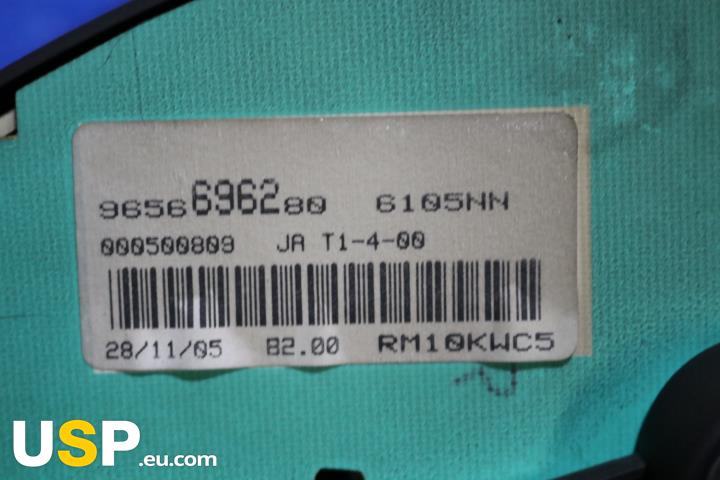 9656696280 6105NN
000500809 JA T1-4-00
28/11/05 B2.00 RM10KWC5
USP.eu.com